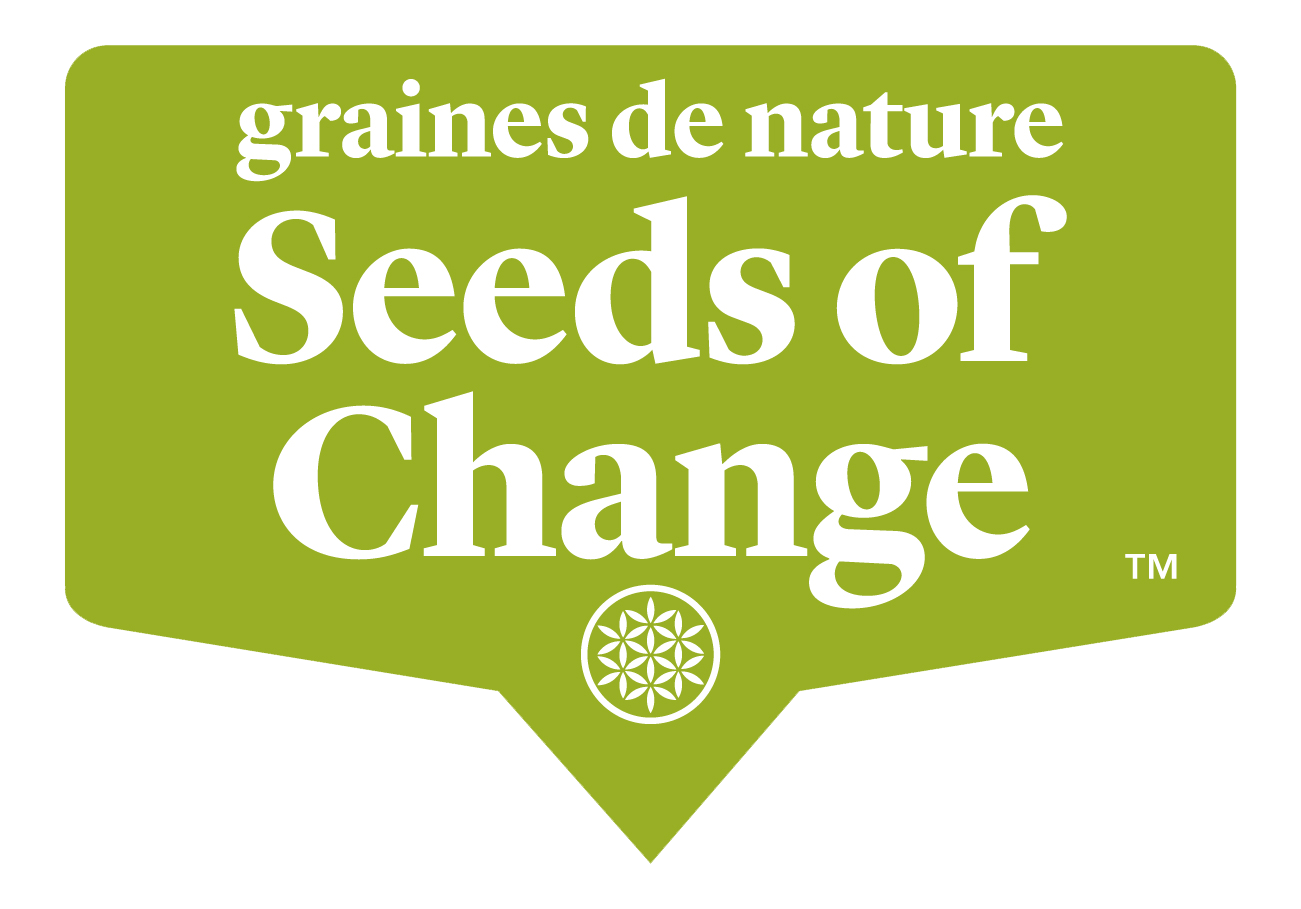 graines de nature
Seeds of
Change
TM